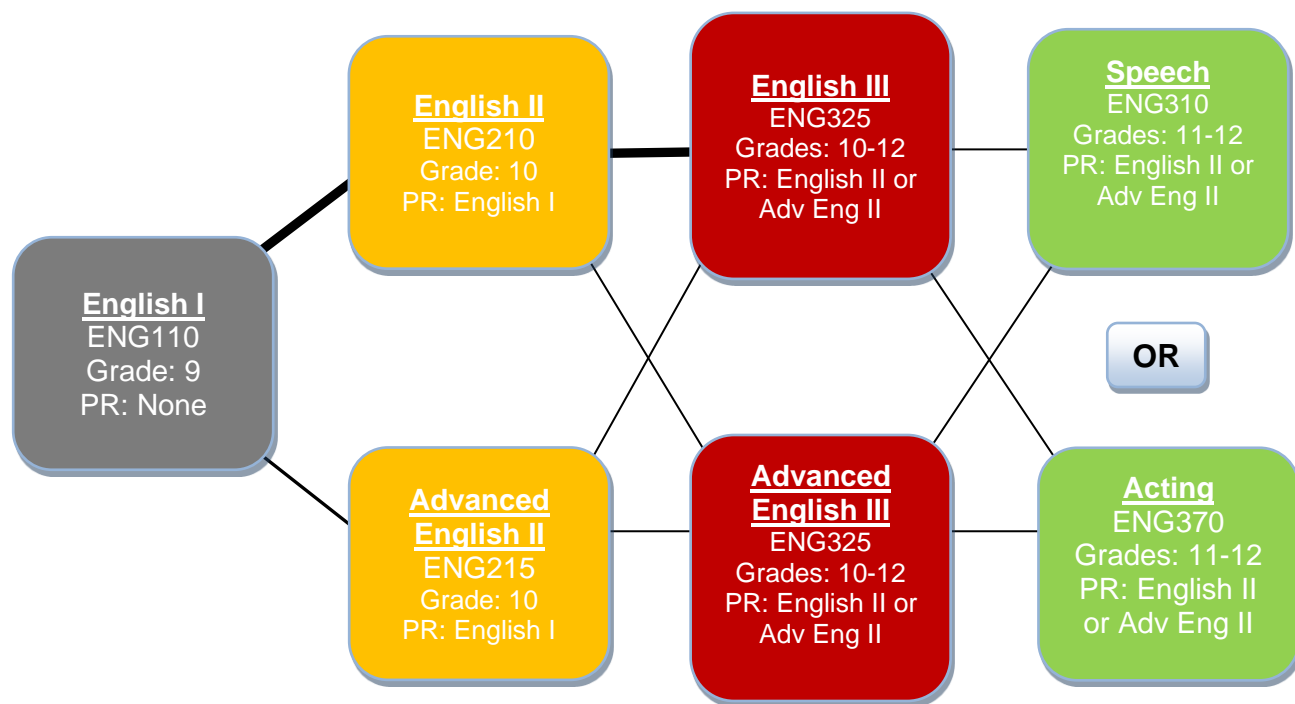 English I
ENG110
Grade: 9
PR: None
English II
ENG210
Grade: 10
PR: English I
Advanced
English II
ENG215
Grade: 10
PR: English I
English III
ENG325
Grades: 10-12
PR: English II or
Adv Eng II
Advanced
English III
ENG325
Grades: 10-12
PR: English II or
Adv Eng II
Speech
ENG310
Grades: 11-12
PR: English II or
Adv Eng II
OR
Acting
ENG370
Grades: 11-12
PR: English II
or Adv Eng II